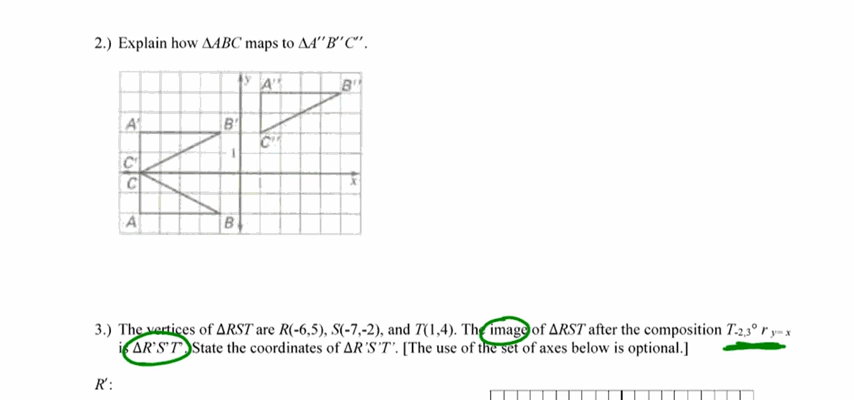 2.) Explain how ΔABC maps to ΔA''B''C''.
y A'' B''
A' B' C''
1
C'
C 1 x
A B
3.) The vertices of ΔRST are R(-6,5), S(-7,-2), and T(1,4). The image of ΔRST after the composition T-2,3° r y=x
is ΔR'S'T'. State the coordinates of ΔR'S'T'. [The use of the set of axes below is optional.]
R':